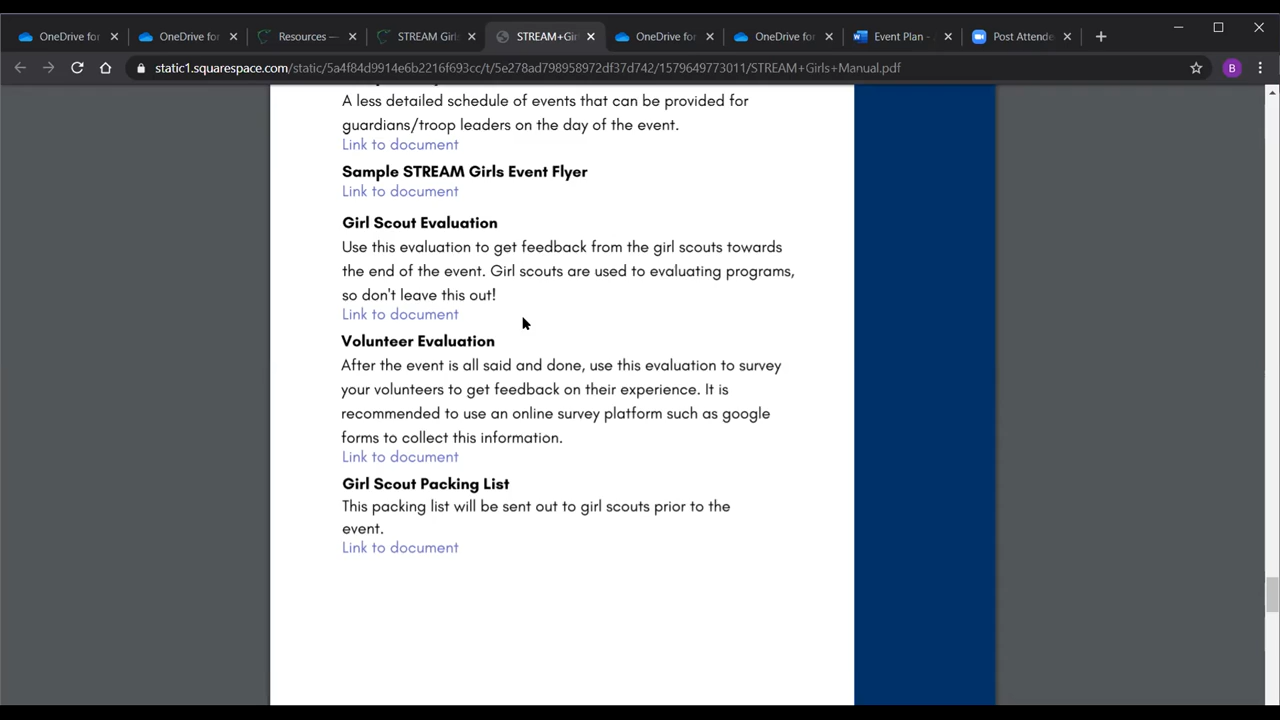 OneDrive for
OneDrive for
Resources —
STREAM Girl
STREAM+Gir
OneDrive for
OneDrive for
Event Plan -
Post Attende
static1.squarespace.com/static/5a4f84d9914e6b2216f693cc/t/5e278ad798958972df37d742/1579649773011/STREAM+Girls+Manual.pdf
B
A less detailed schedule of events that can be provided for
guardians/troop leaders on the day of the event.
Link to document
Sample STREAM Girls Event Flyer
Link to document
Girl Scout Evaluation
Use this evaluation to get feedback from the girl scouts towards
the end of the event. Girl scouts are used to evaluating programs,
so don't leave this out!
Link to document
Volunteer Evaluation
After the event is all said and done, use this evaluation to survey
your volunteers to get feedback on their experience. It is
recommended to use an online survey platform such as google
forms to collect this information.
Link to document
Girl Scout Packing List
This packing list will be sent out to girl scouts prior to the
event.
Link to document